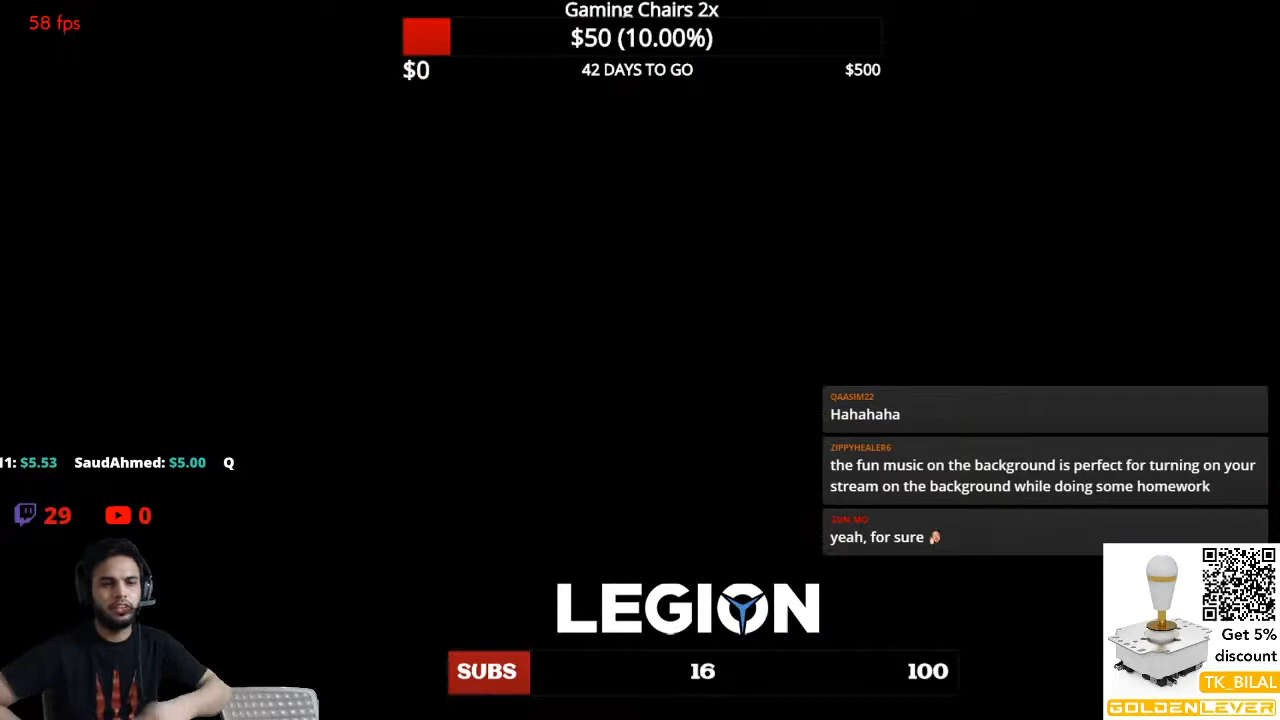 58 fps
Gaming Chairs 2x
$50 (10.00%)
$0
42 DAYS TO GO
$500
QAASIM22
Hahahaha
ZIPPYHEALER6
the fun music on the background is perfect for turning on your
stream on the background while doing some homework
yeah, for sure
11: $5.53 SaudAhmed: $5.00 Q
29
0
LEGION
SUBS 16 100
Get 5%
discount
TK_BILAL
GOLDENLEVER